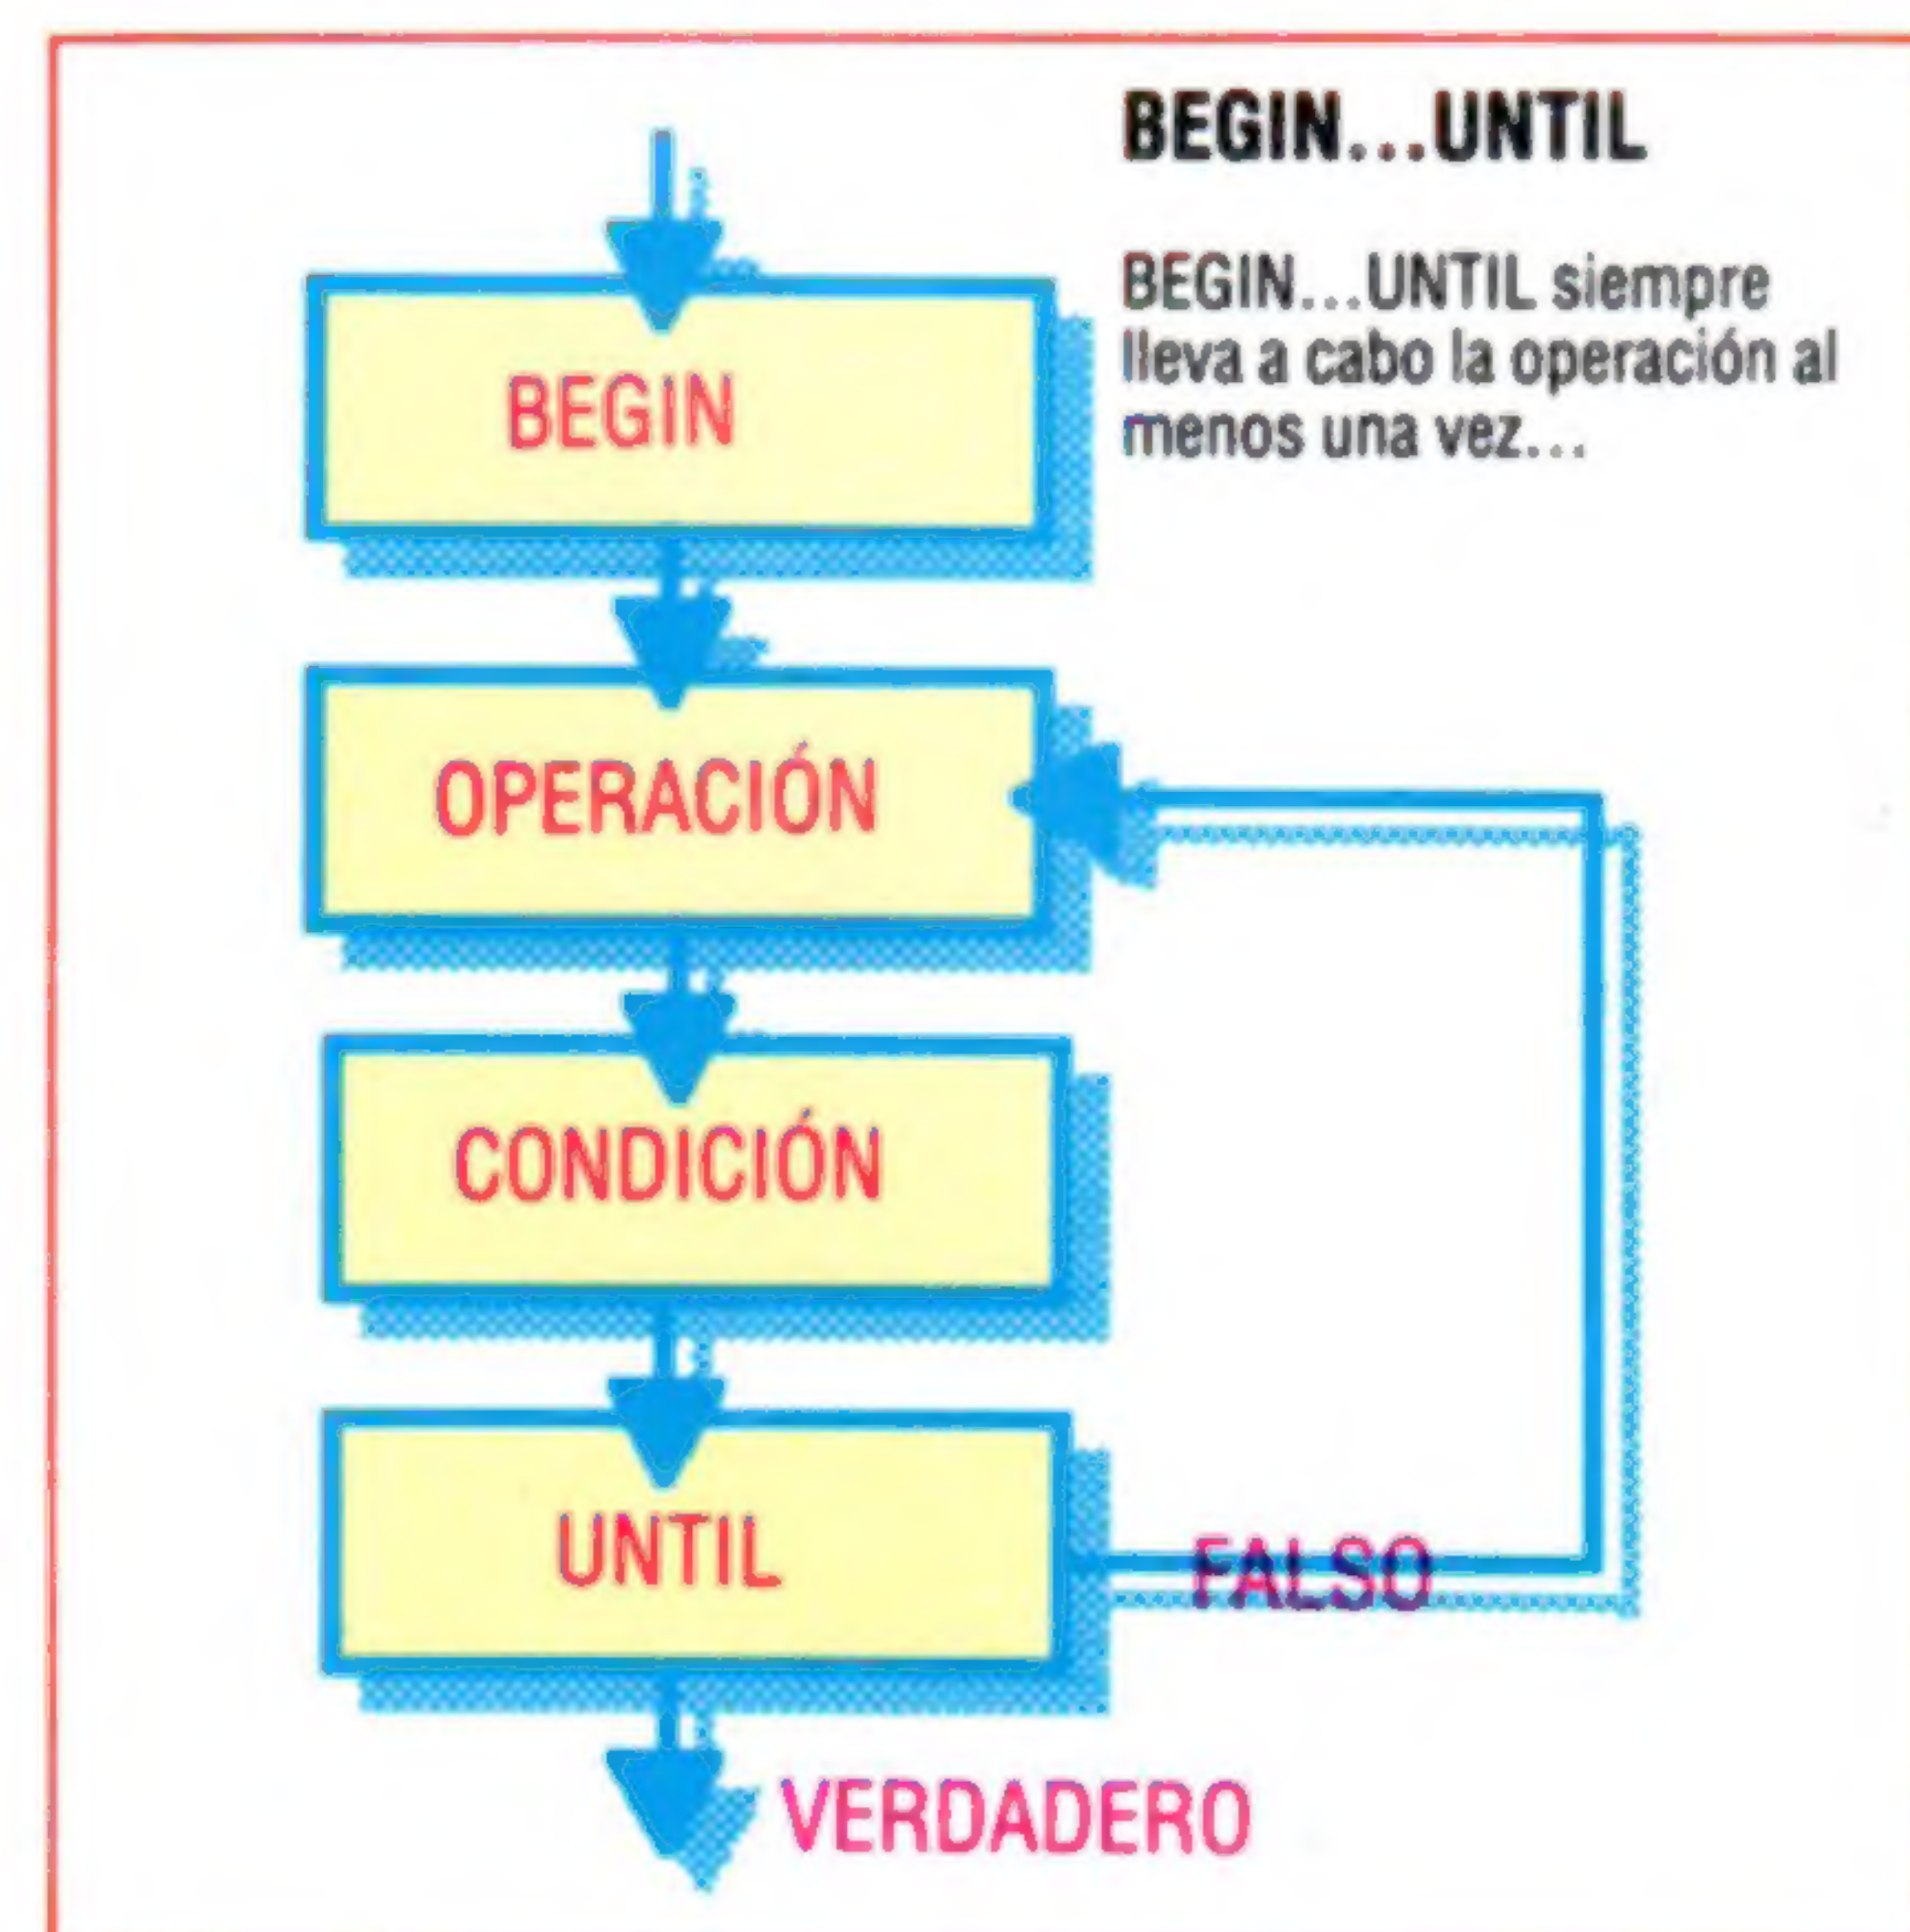 BEGIN...UNTIL
BEGIN...UNTIL siempre
lleva a cabo la operación al
menos una vez...
BEGIN
OPERACIÓN
CONDICIÓN
UNTIL
FALSO
VERDADERO